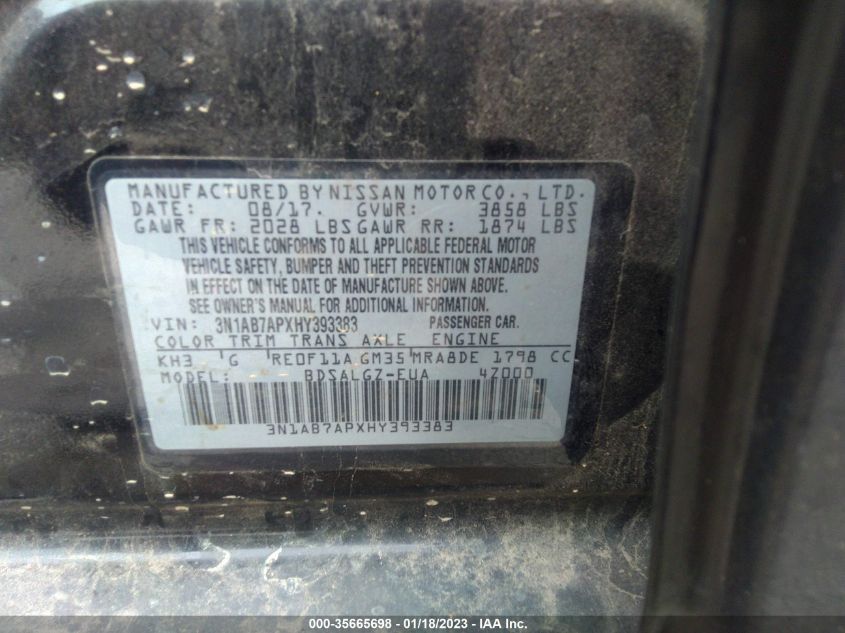 MANUFACTURED BY NISSAN MOTOR CO., LTD.
DATE: 08/17. GVWR: 3858 LBS
GAWR FR: 2028 LBS GAWR RR: 1874 LBS
THIS VEHICLE CONFORMS TO ALL APPLICABLE FEDERAL MOTOR
VEHICLE SAFETY, BUMPER AND THEFT PREVENTION STANDARDS
IN EFFECT ON THE DATE OF MANUFACTURE SHOWN ABOVE.
SEE OWNER'S MANUAL FOR ADDITIONAL INFORMATION.
VIN: 3N1AB7APXHY393383 PASSENGER CAR.
COLOR TRIM TRANS AXLE ENGINE
KH3 G RE0F11A GM35 MRA8DE 1798 CC
MODEL: BDSALGZ-EUA 4Z000
3N1AB7APXHY393383
000-35665698 - 01/18/2023 - IAA Inc.